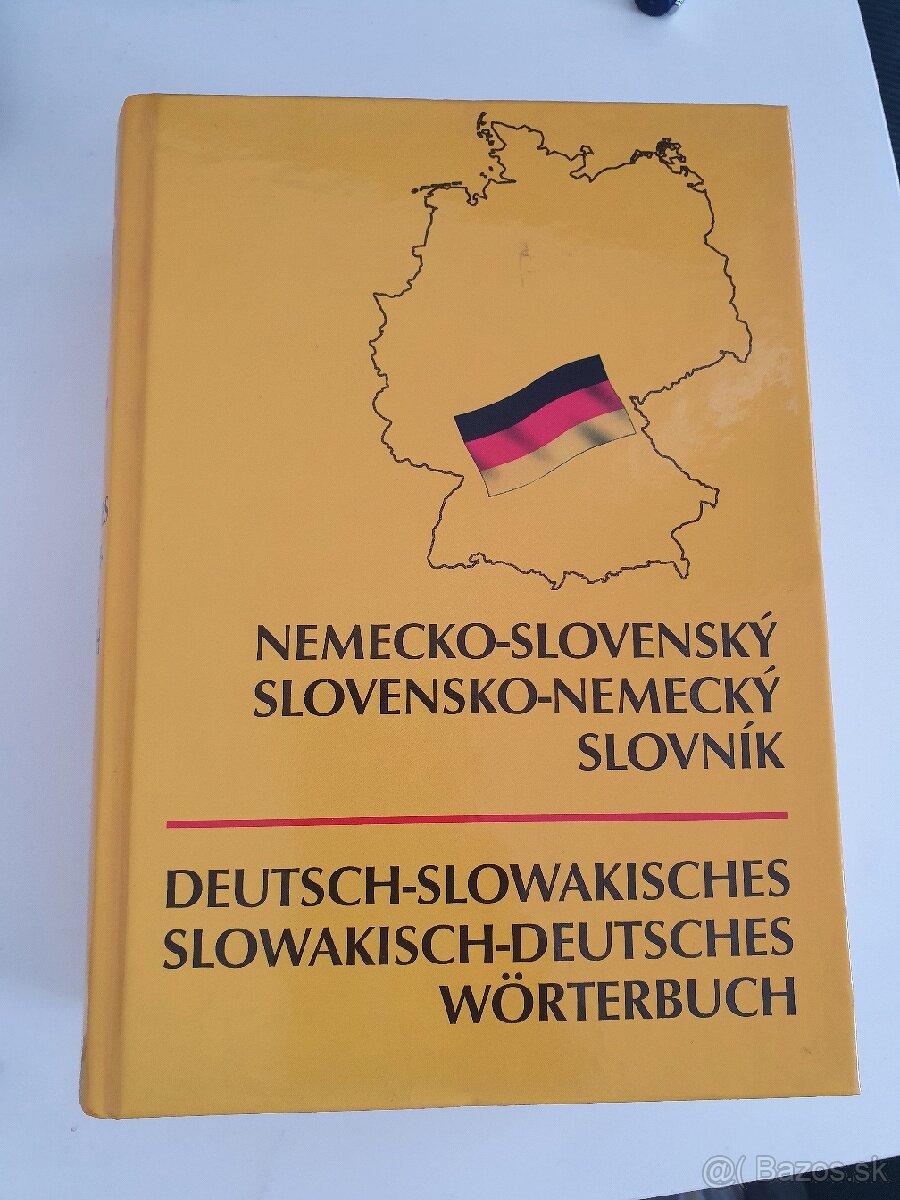 NEMECKO-SLOVENSKÝ
SLOVENSKO-NEMECKÝ
SLOVNÍK
DEUTSCH-SLOWAKISCHES
SLOWAKISCH-DEUTSCHES
WÖRTERBUCH
@( Bazos.sk